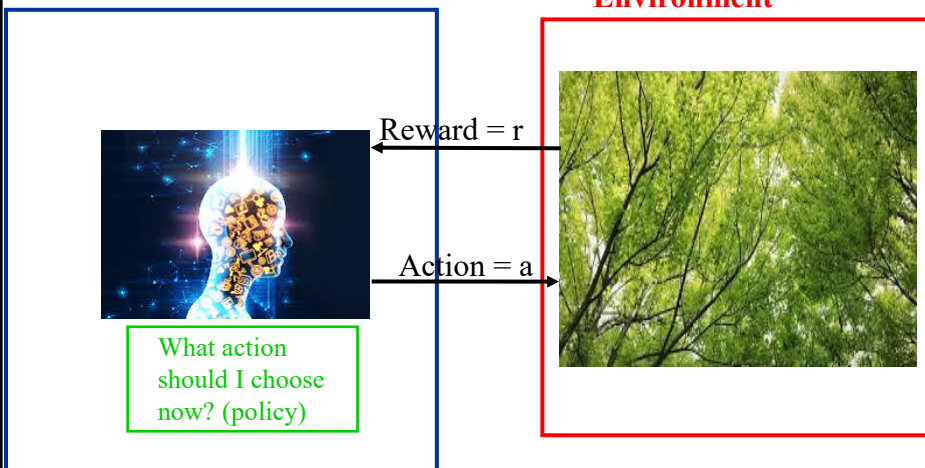 Environment
Reward = r
Action = a
What action
should I choose
now? (policy)